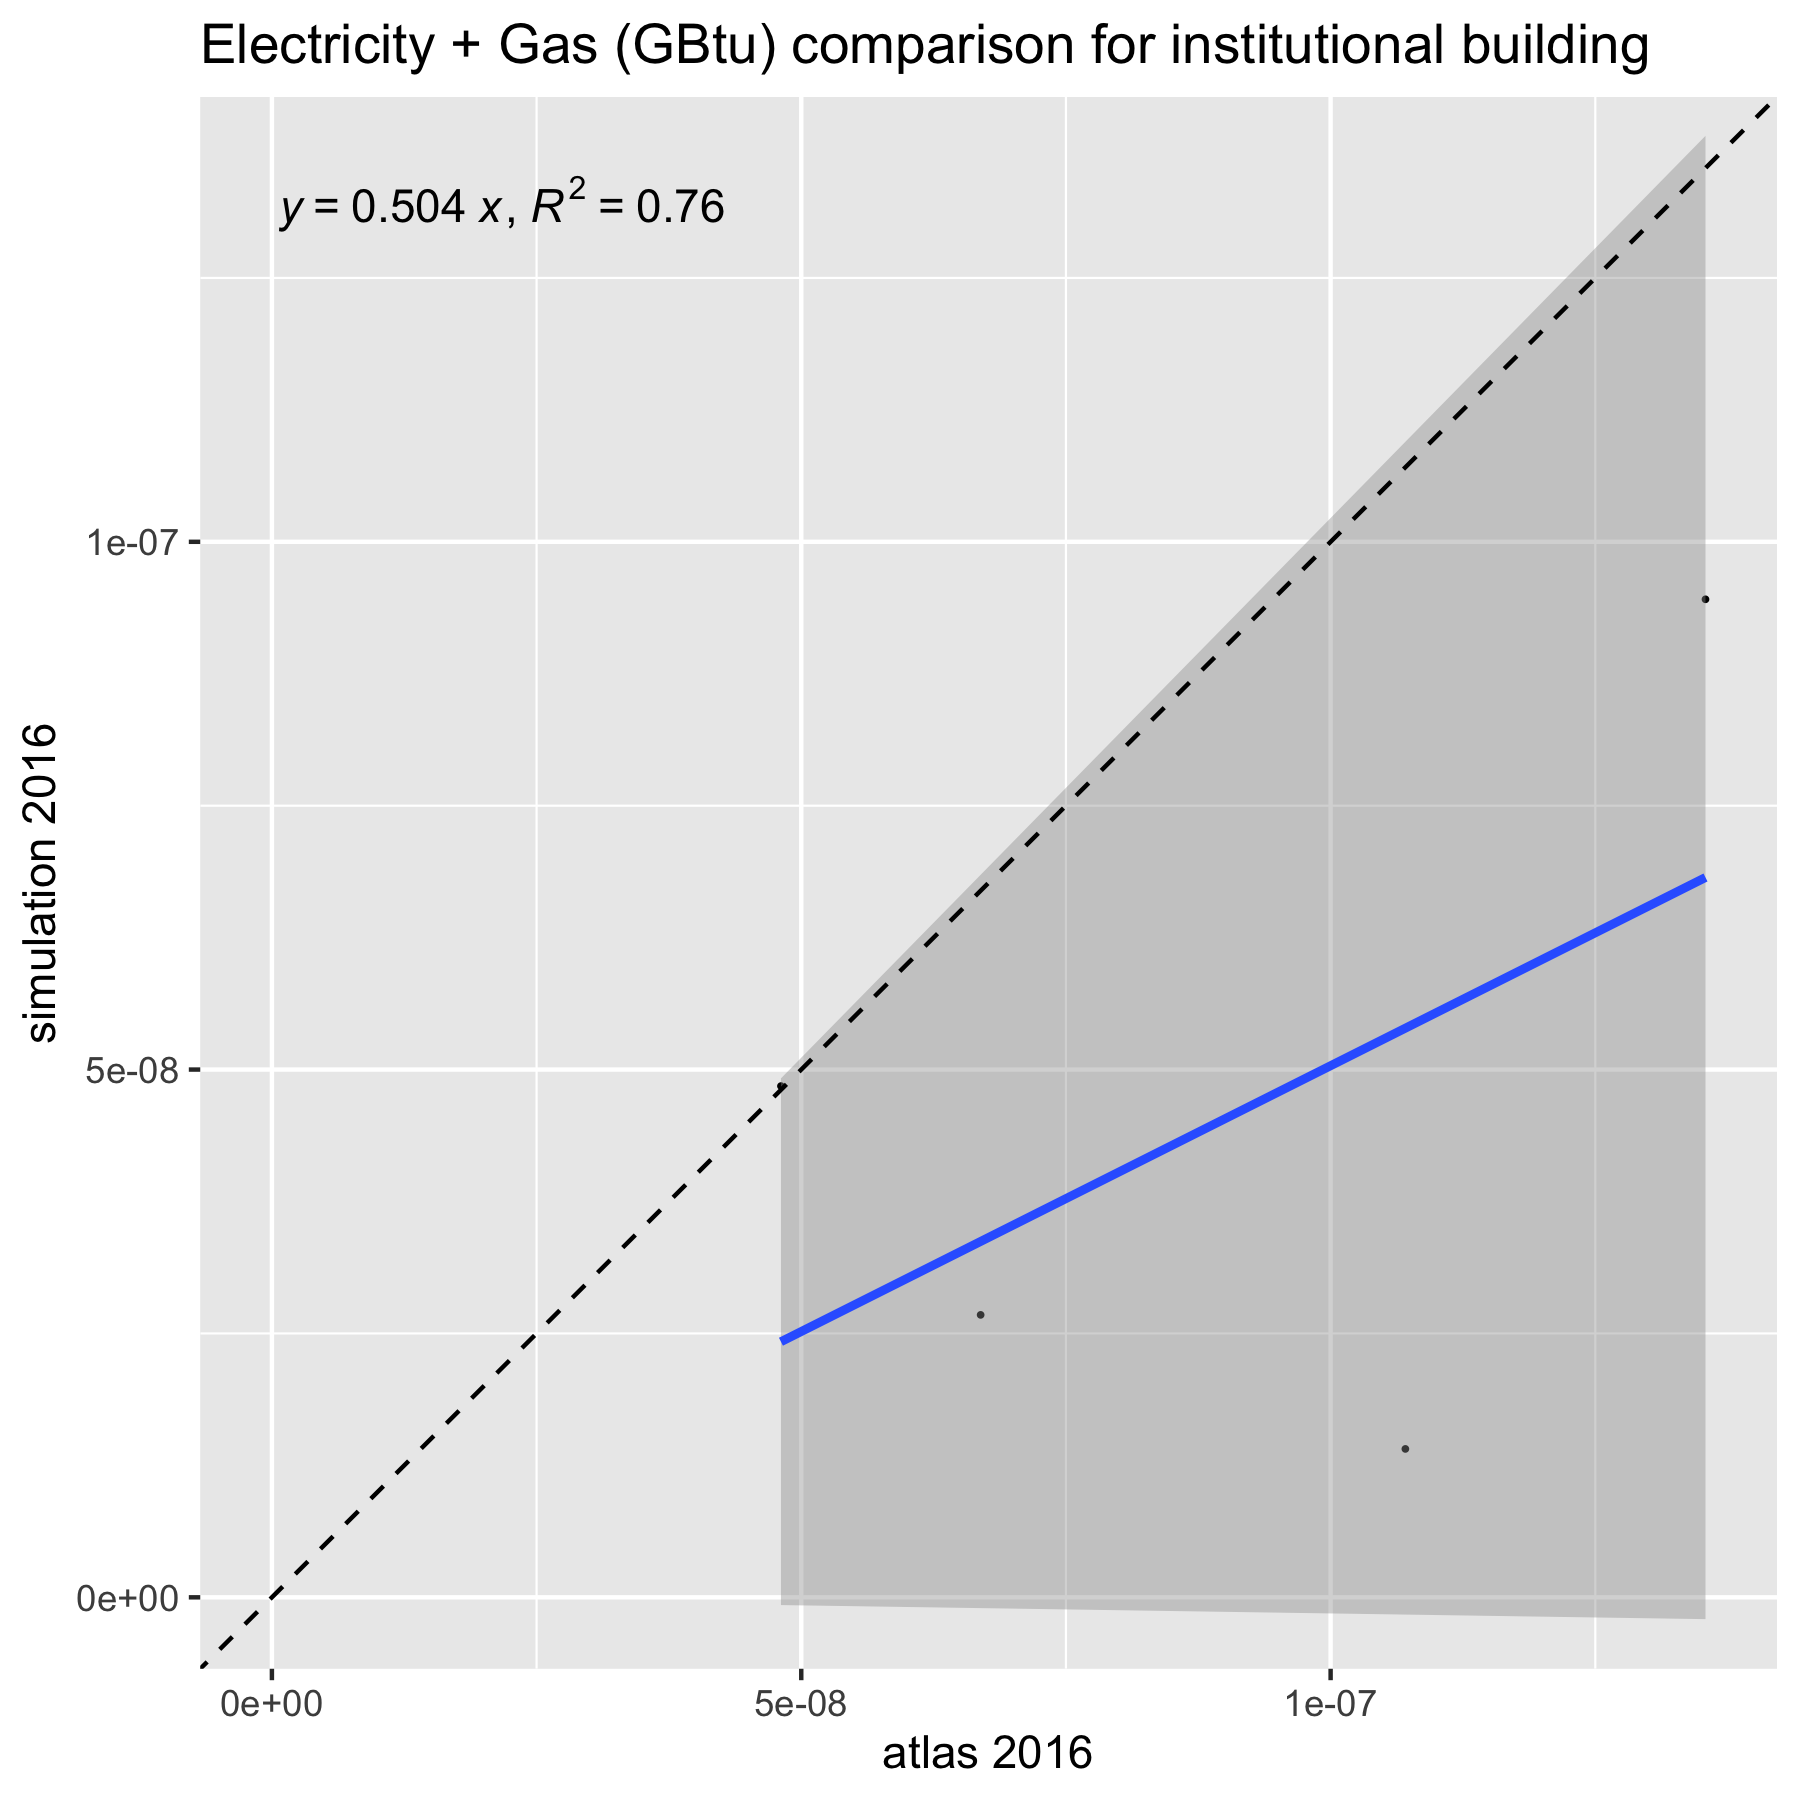 Electricity + Gas (GBtu) comparison for institutional building
y = 0.504 x, R² = 0.76
1e-07
5e-08
0e+00
simulation 2016
0e+00 5e-08 1e-07
atlas 2016